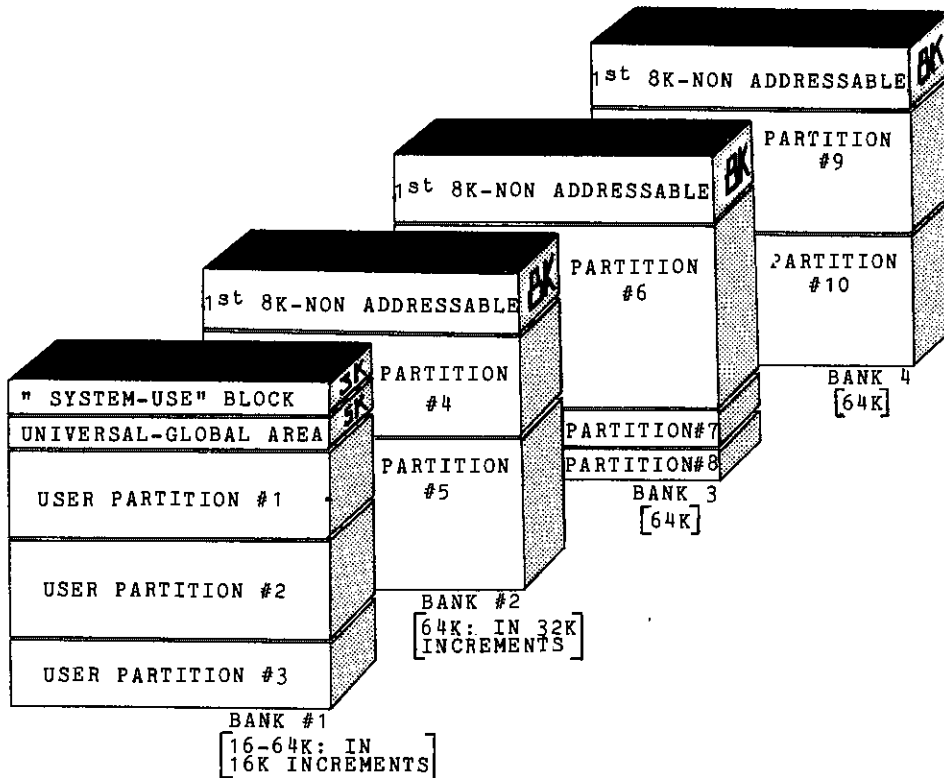 " SYSTEM-USE" BLOCK
3K
UNIVERSAL-GLOBAL AREA
5K
USER PARTITION #1
USER PARTITION #2
USER PARTITION #3
BANK #1
[16-64K: IN
16K INCREMENTS]
1st 8K-NON ADDRESSABLE
8K
PARTITION
#4
PARTITION
#5
BANK #2
[64K: IN 32K
INCREMENTS]
1st 8K-NON ADDRESSABLE
8K
PARTITION
#6
PARTITION#7
PARTITION#8
BANK 3
[64K]
1st 8K-NON ADDRESSABLE
8K
PARTITION
#9
PARTITION
#10
BANK 4
[64K]